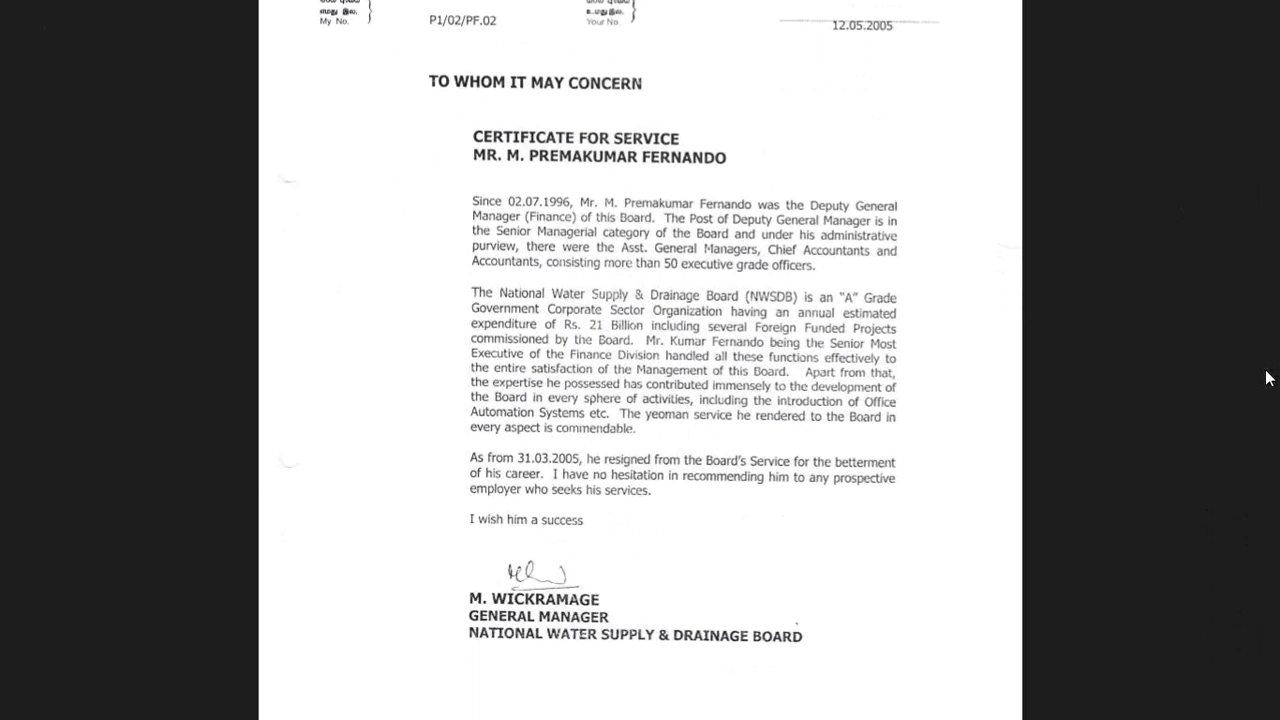 எமது இல.
My No.
P1/02/PF.02
உமது இல.
Your No.
12.05.2005
TO WHOM IT MAY CONCERN
CERTIFICATE FOR SERVICE
MR. M. PREMAKUMAR FERNANDO
Since 02.07.1996, Mr. M. Premakumar Fernando was the Deputy General
Manager (Finance) of this Board. The Post of Deputy General Manager is in
the Senior Managerial category of the Board and under his administrative
purview, there were the Asst. General Managers, Chief Accountants and
Accountants, consisting more than 50 executive grade officers.
The National Water Supply & Drainage Board (NWSDB) is an "A" Grade
Government Corporate Sector Organization having an annual estimated
expenditure of Rs. 21 Billion including several Foreign Funded Projects
commissioned by the Board. Mr. Kumar Fernando being the Senior Most
Executive of the Finance Division handled all these functions effectively to
the entire satisfaction of the Management of this Board. Apart from that,
the expertise he possessed has contributed immensely to the development of
the Board in every sphere of activities, including the introduction of Office
Automation Systems etc. The yeoman service he rendered to the Board in
every aspect is commendable.
As from 31.03.2005, he resigned from the Board's Service for the betterment
of his career. I have no hesitation in recommending him to any prospective
employer who seeks his services.
I wish him a success
M. WICKRAMAGE
GENERAL MANAGER
NATIONAL WATER SUPPLY & DRAINAGE BOARD